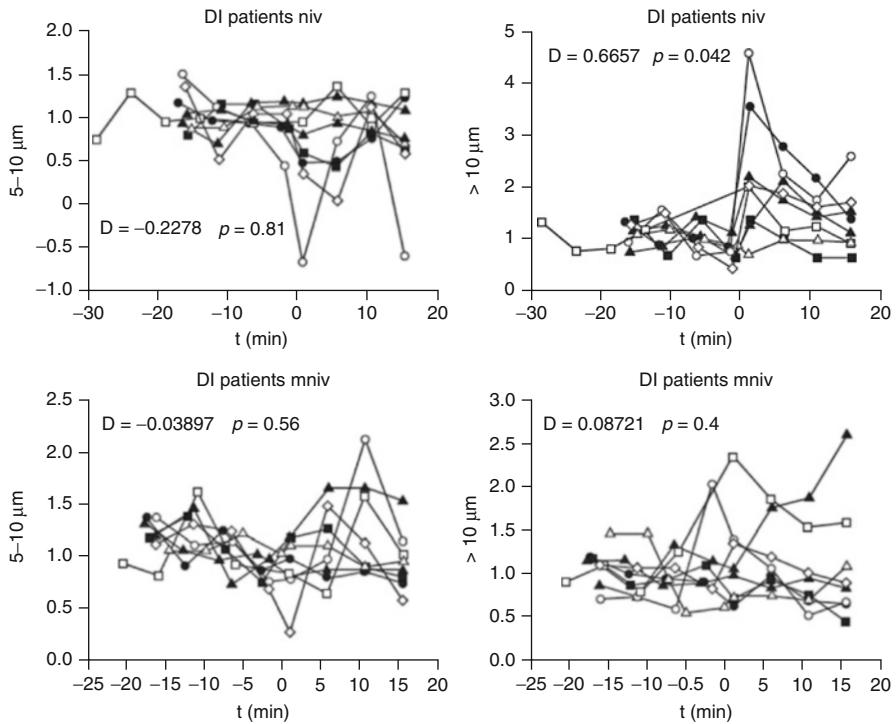 DI patients niv
2.0
1.5
1.0
0.5
0
−0.5
−1.0
5–10 μm
D = −0.2278 p = 0.81
−30 −20 −10 0 10 20
t (min)
DI patients niv
5
4
3
2
1
0
> 10 μm
D = 0.6657 p = 0.042
−30 −20 −10 0 10 20
t (min)
DI patients mniv
2.5
2.0
1.5
1.0
0.5
0.0
5–10 μm
D = −0.03897 p = 0.56
−25 −20 −15 −10 −5 0 5 10 15 20
t (min)
DI patients mniv
3.0
2.5
2.0
1.5
1.0
0.5
0.0
> 10 μm
D = 0.08721 p = 0.4
−25 −20 −15 −10 −0.5 0 5 10 15 20
t (min)